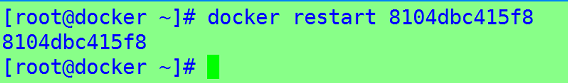 [root@docker ~]# docker restart 8104dbc415f8
8104dbc415f8
[root@docker ~]#